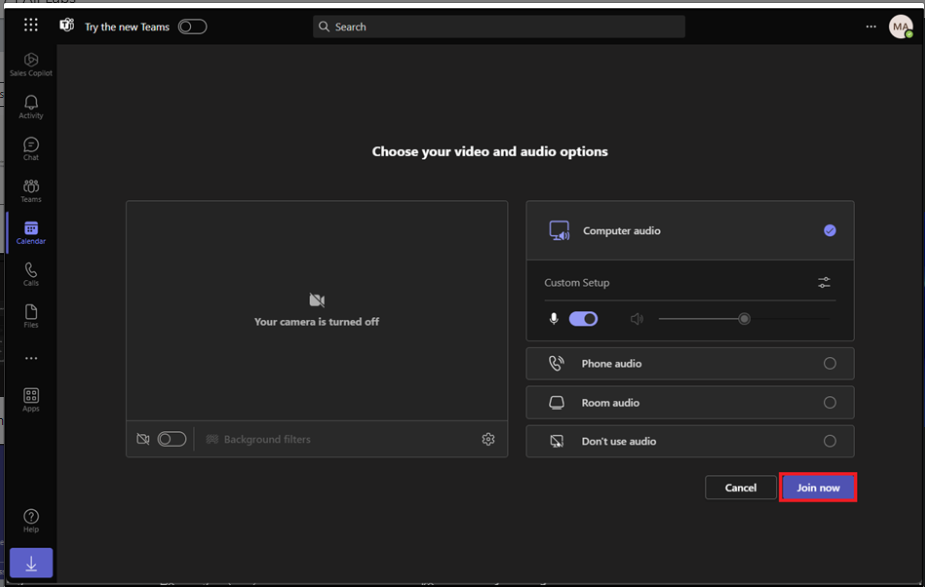 Try the new Teams
Search
MA
Sales Copilot
Activity
Chat
Teams
Calendar
Calls
Files
Apps
Help
Choose your video and audio options
Your camera is turned off
Background filters
Computer audio
Custom Setup
Phone audio
Room audio
Don't use audio
Cancel
Join now